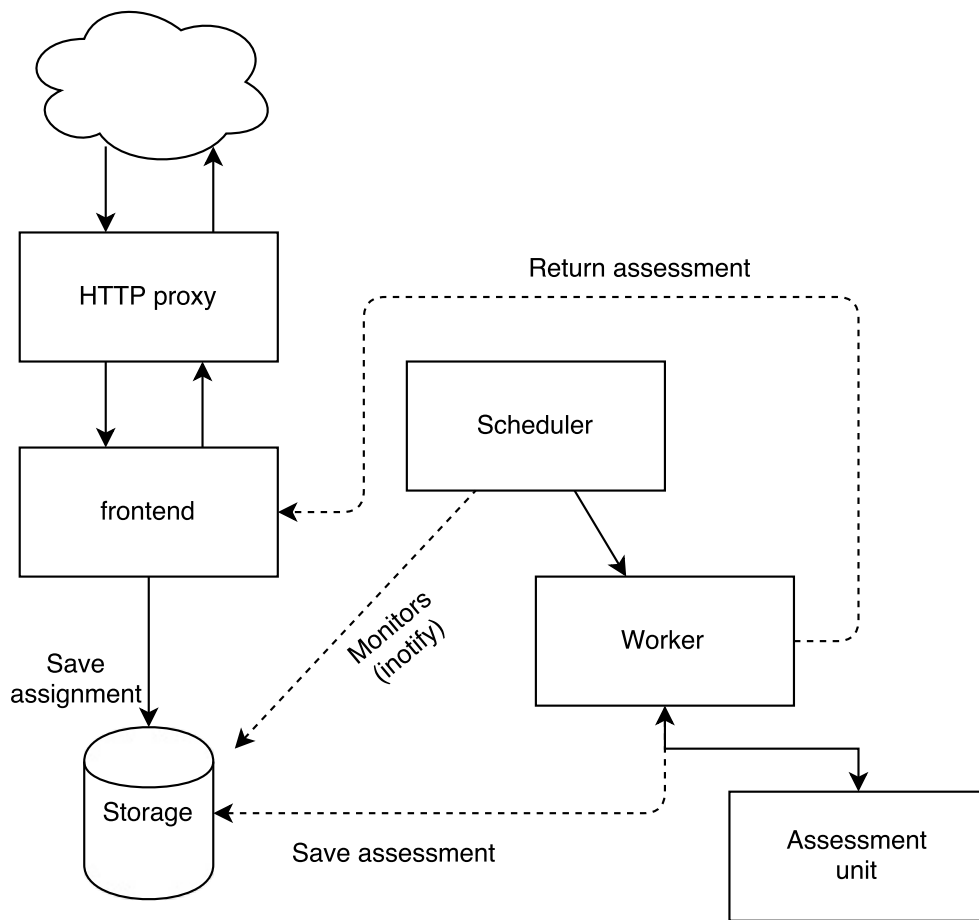 HTTP proxy
Return assessment
Scheduler
frontend
Monitors
(inotify)
Worker
Save
assignment
Storage
Save assessment
Assessment
unit